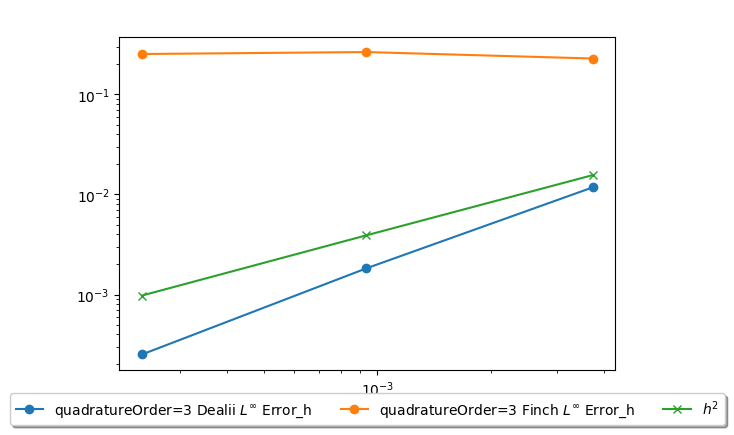 10⁻¹
10⁻²
10⁻³
10⁻³
quadratureOrder=3 Dealii L^∞ Error_h quadratureOrder=3 Finch L^∞ Error_h h²